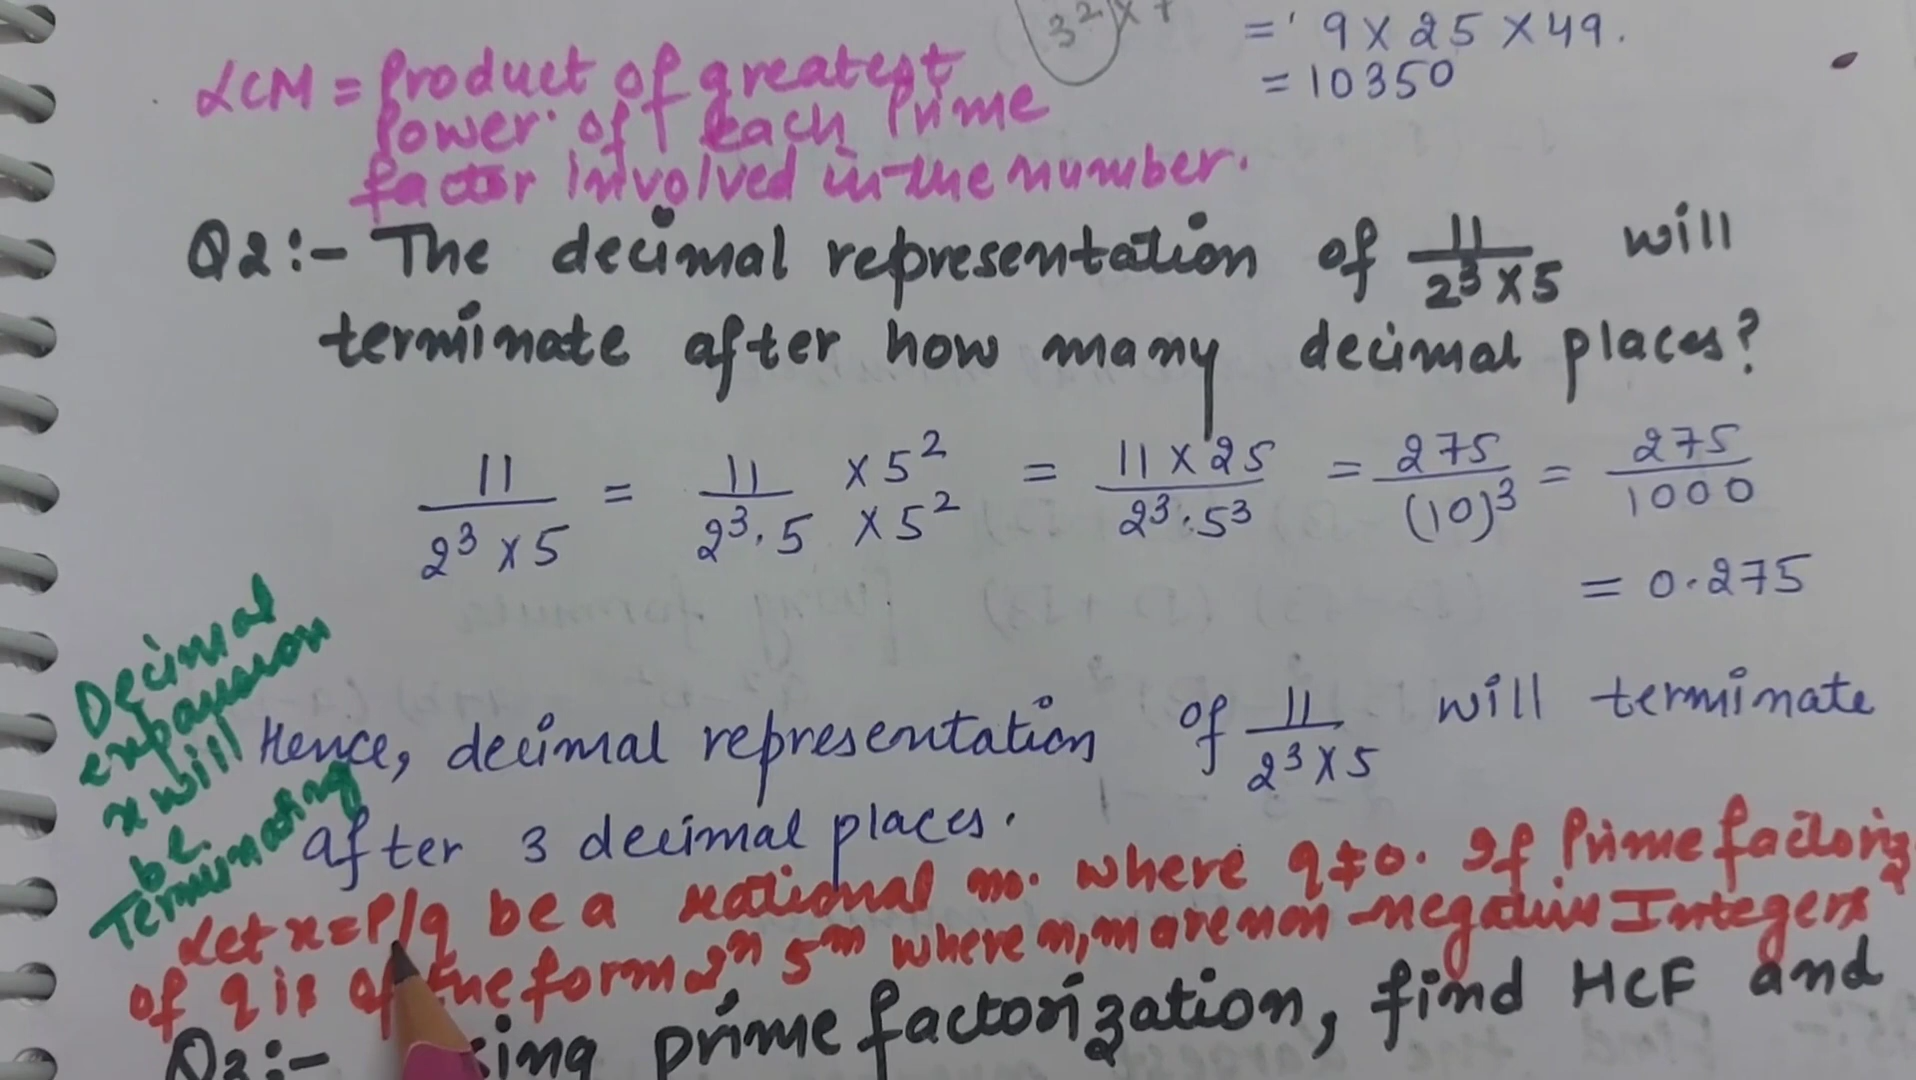 3² × 7
= 9 × 25 × 49.
= 10350
LCM = Product of greatest
Power of each Prime
factor involved in the number.
Q2:- The decimal representation of 11/2³×5 will
terminate after how many decimal places?
11/2³×5 = 11/2³·5 ×5²/×5² = 11×25/2³·5³ = 275/(10)³ = 275/1000
= 0.275
Decimal
expansion
x will
be
Terminating
Hence, decimal representation of 11/2³×5 will terminate
after 3 decimal places.
Let x = P/q be a rational no. where q≠0. If Prime factoriz
of q is of the form 2ⁿ 5ᵐ where n, m are non-negative Integers
Q3:- prime factorization, find HCF and